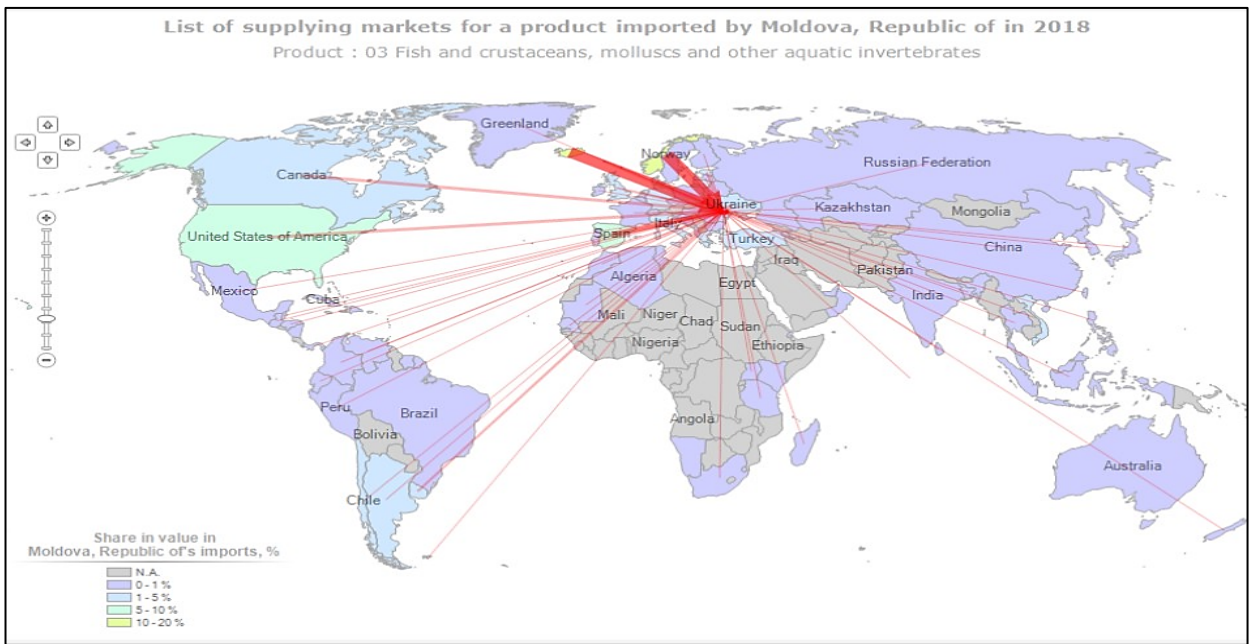 List of supplying markets for a product imported by Moldova, Republic of in 2018
Product : 03 Fish and crustaceans, molluscs and other aquatic invertebrates
Greenland
Norway
Russian Federation
Canada
Ukraine
Kazakhstan
Mongolia
United States of America
Spain
Italy
Turkey
China
Iraq
Pakistan
Mexico
Cuba
Algeria
Egypt
India
Mali
Niger
Chad
Sudan
Nigeria
Ethiopia
Peru
Brazil
Angola
Bolivia
Australia
Chile
Share in value in
Moldova, Republic of's imports, %
N.A.
0 - 1 %
1 - 5 %
5 - 10 %
10 - 20 %